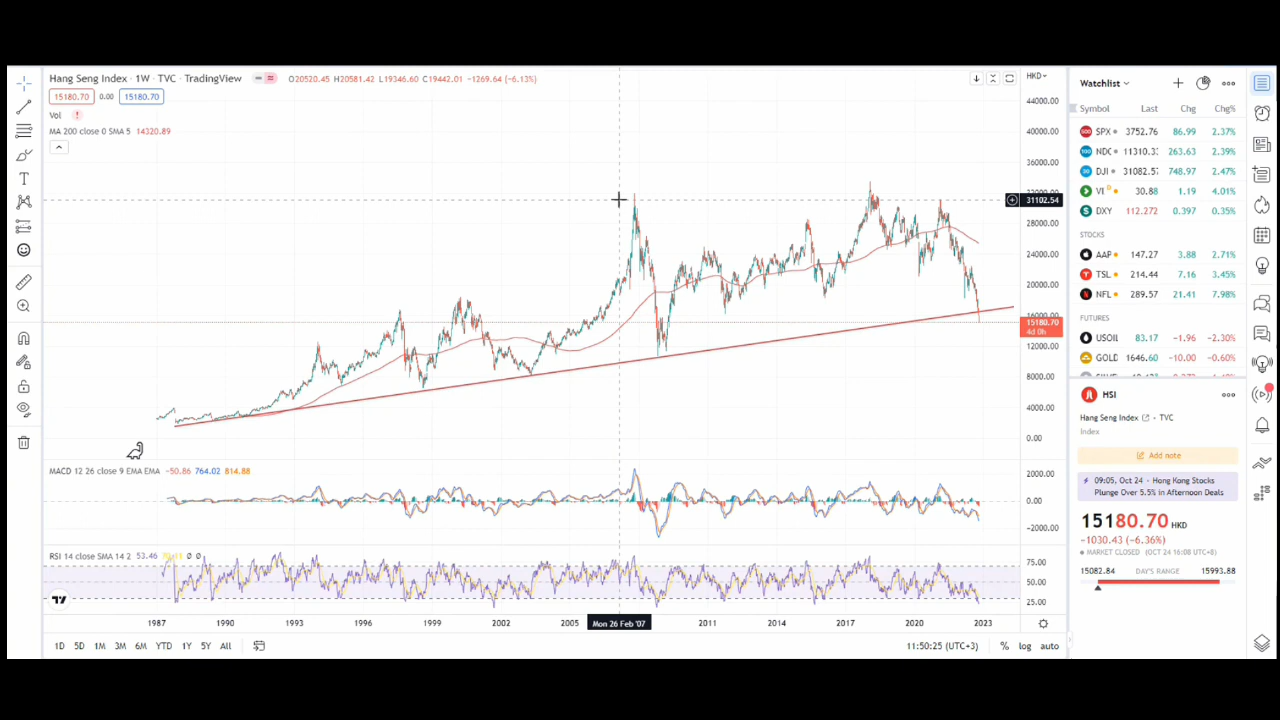 Hang Seng Index · 1W · TVC · TradingView
O20520.45 H20581.42 L19346.60 C19442.01 −1269.64 (−6.13%)
15180.70 0.00 15180.70
Vol
MA 200 close 0 SMA 5 14320.89
HKD
44000.00
40000.00
36000.00
31102.54
28000.00
24000.00
20000.00
16000.00
15180.70
4d 0h
12000.00
8000.00
4000.00
0.00
MACD 12 26 close 9 EMA EMA −50.86 764.02 814.88
2000.00
0.00
−2000.00
RSI 14 close SMA 14 2 53.46
75.00
50.00
25.00
1987 1990 1993 1996 1999 2002 2005 Mon 26 Feb '07 2011 2014 2017 2020 2023
1D 5D 1M 3M 6M YTD 1Y 5Y All
11:50:25 (UTC+3) % log auto
Watchlist
Symbol Last Chg Chg%
SPX 3752.76 86.99 2.37%
NDC 11310.3 263.63 2.39%
DJI 31082.5 748.97 2.47%
VI D 30.88 1.19 4.01%
DXY 112.272 0.397 0.35%
STOCKS
AAP 147.27 3.88 2.71%
TSL 214.44 7.16 3.45%
NFL 289.57 21.41 7.98%
FUTURES
USOI 83.17 −1.96 −2.30%
GOLD 1646.60 −10.00 −0.60%
HSI
Hang Seng Index · TVC
Index
Add note
09:05, Oct 24 · Hong Kong Stocks
Plunge Over 5.5% in Afternoon Deals
15180.70 HKD
−1030.43 (−6.36%)
MARKET CLOSED (OCT 24 16:08 UTC+8)
15082.84 DAY'S RANGE 15993.88